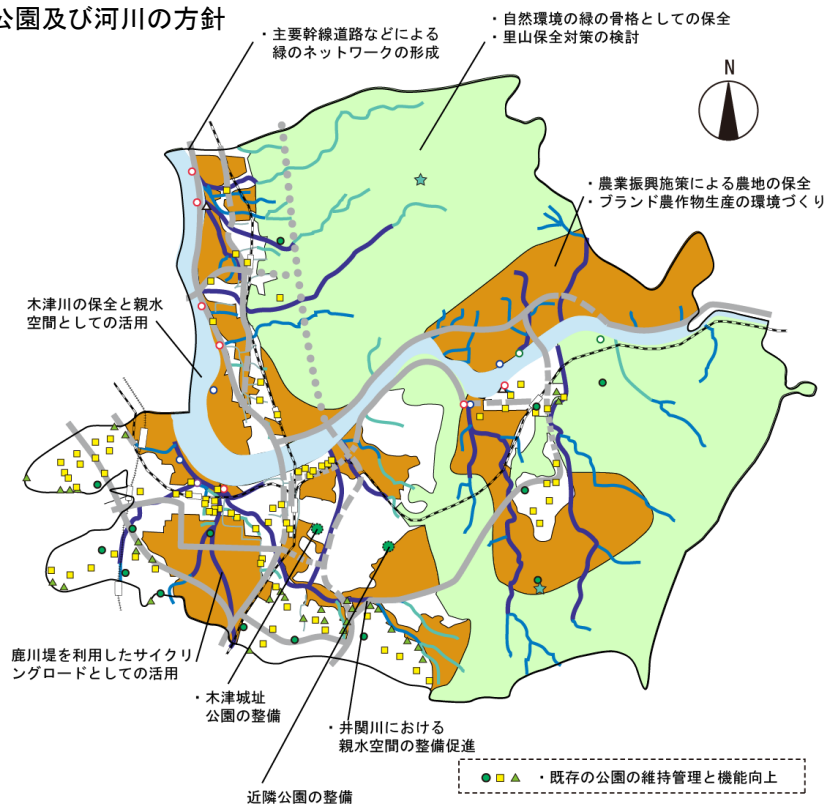 公園及び河川の方針
・主要幹線道路などによる
緑のネットワークの形成
・自然環境の緑の骨格としての保全
・里山保全対策の検討
N
・農業振興施策による農地の保全
・ブランド農作物生産の環境づくり
木津川の保全と親水
空間としての活用
鹿川堤を利用したサイクリ
ングロードとしての活用
・木津城址
公園の整備
・井関川における
親水空間の整備促進
近隣公園の整備
・既存の公園の維持管理と機能向上